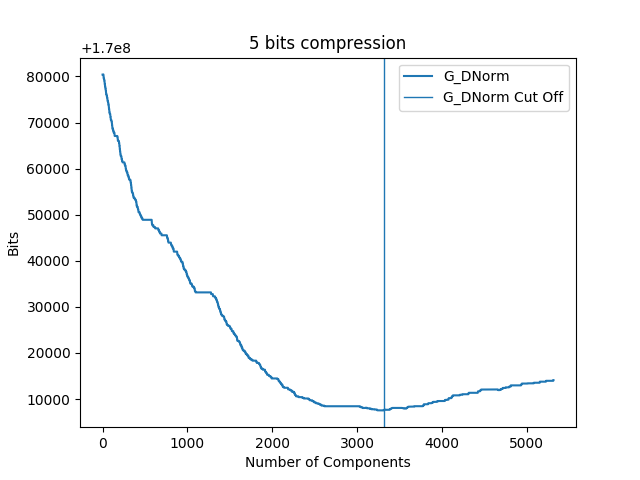 5 bits compression
+1.7e8
G_DNorm
G_DNorm Cut Off
80000
70000
60000
50000
40000
30000
20000
10000
Bits
0
1000
2000
3000
4000
5000
Number of Components